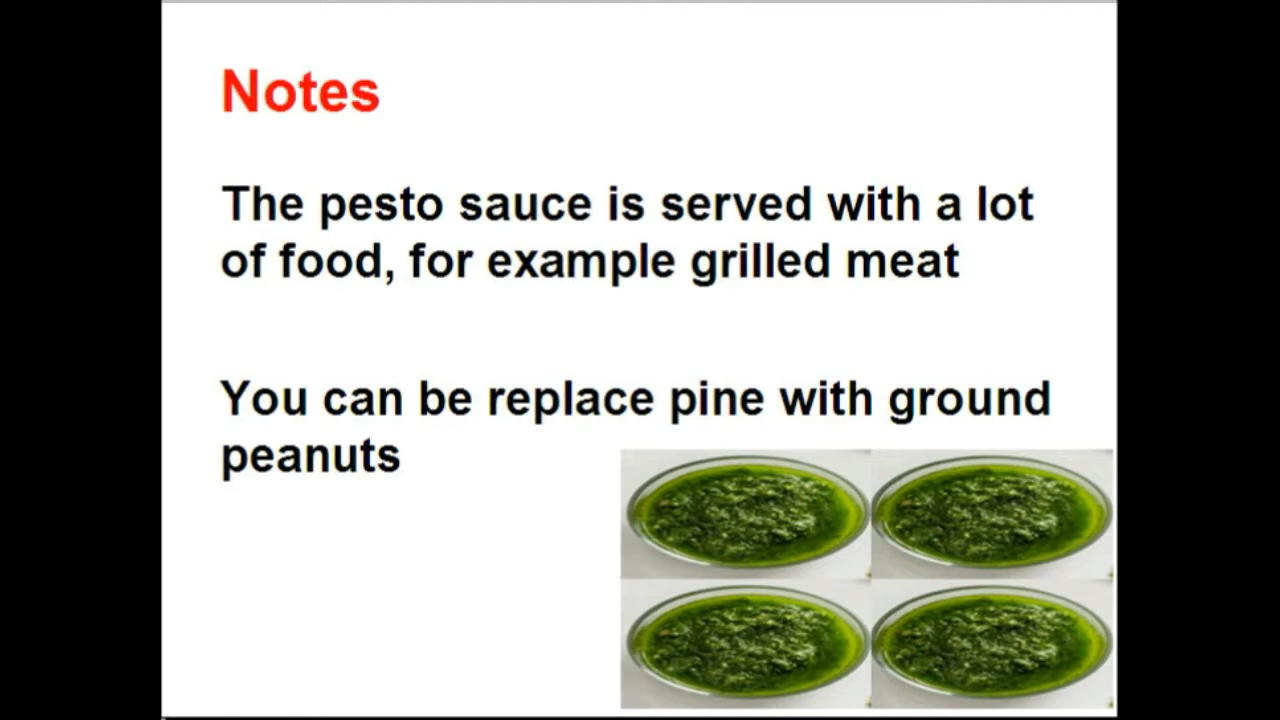 Notes
The pesto sauce is served with a lot
of food, for example grilled meat
You can be replace pine with ground
peanuts